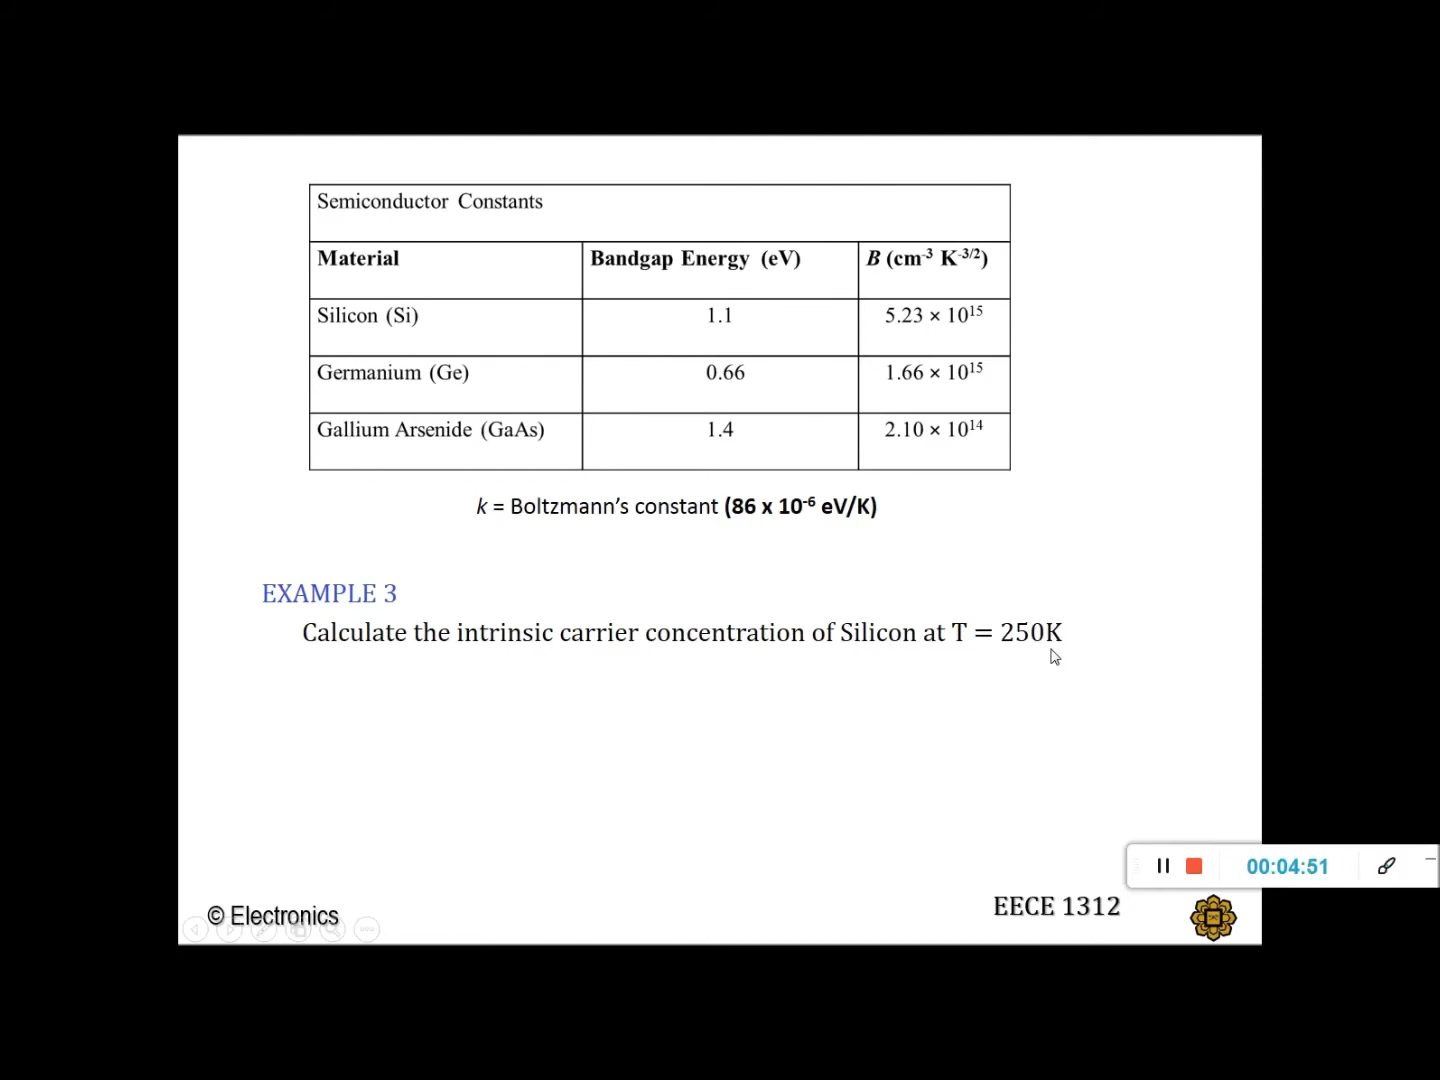 Semiconductor Constants
Material Bandgap Energy (eV) B (cm-3 K-3/2)
Silicon (Si) 1.1 5.23 × 10^15
Germanium (Ge) 0.66 1.66 × 10^15
Gallium Arsenide (GaAs) 1.4 2.10 × 10^14
k = Boltzmann’s constant (86 x 10-6 eV/K)
EXAMPLE 3
Calculate the intrinsic carrier concentration of Silicon at T = 250K
00:04:51
© Electronics
EECE 1312